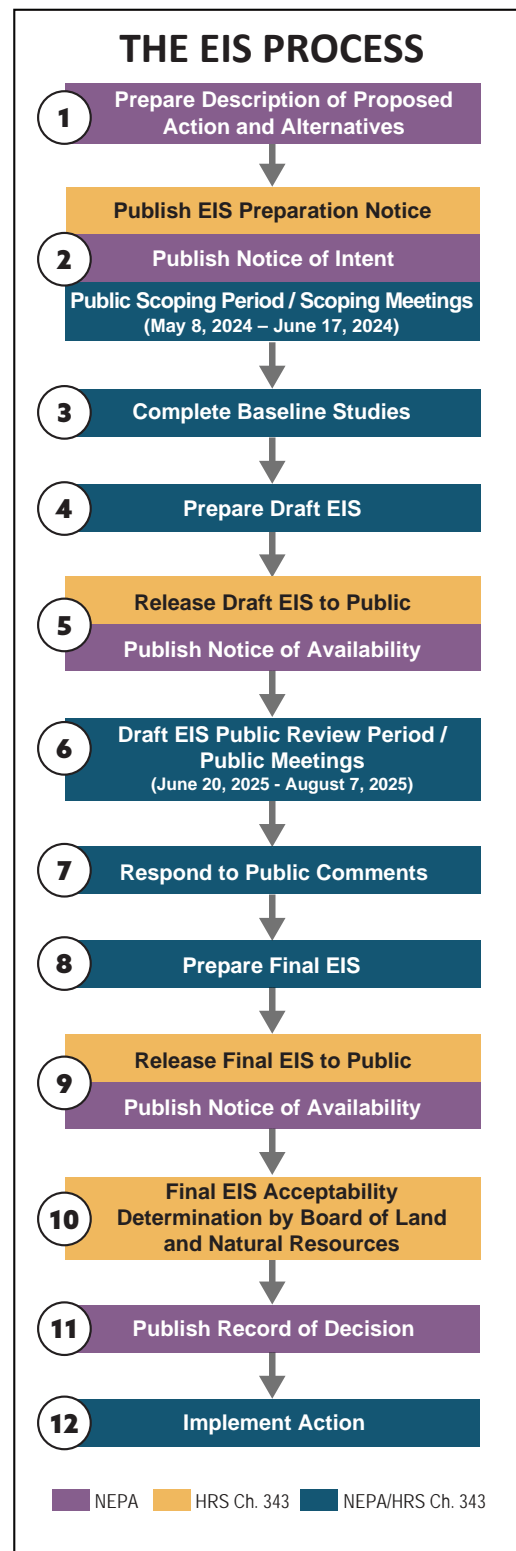 THE EIS PROCESS
1
Prepare Description of Proposed
Action and Alternatives
Publish EIS Preparation Notice
2
Publish Notice of Intent
Public Scoping Period / Scoping Meetings
(May 8, 2024 – June 17, 2024)
3
Complete Baseline Studies
4
Prepare Draft EIS
Release Draft EIS to Public
5
Publish Notice of Availability
6
Draft EIS Public Review Period /
Public Meetings
(June 20, 2025 - August 7, 2025)
7
Respond to Public Comments
8
Prepare Final EIS
Release Final EIS to Public
9
Publish Notice of Availability
10
Final EIS Acceptability
Determination by Board of Land
and Natural Resources
11
Publish Record of Decision
12
Implement Action
NEPA HRS Ch. 343 NEPA/HRS Ch. 343